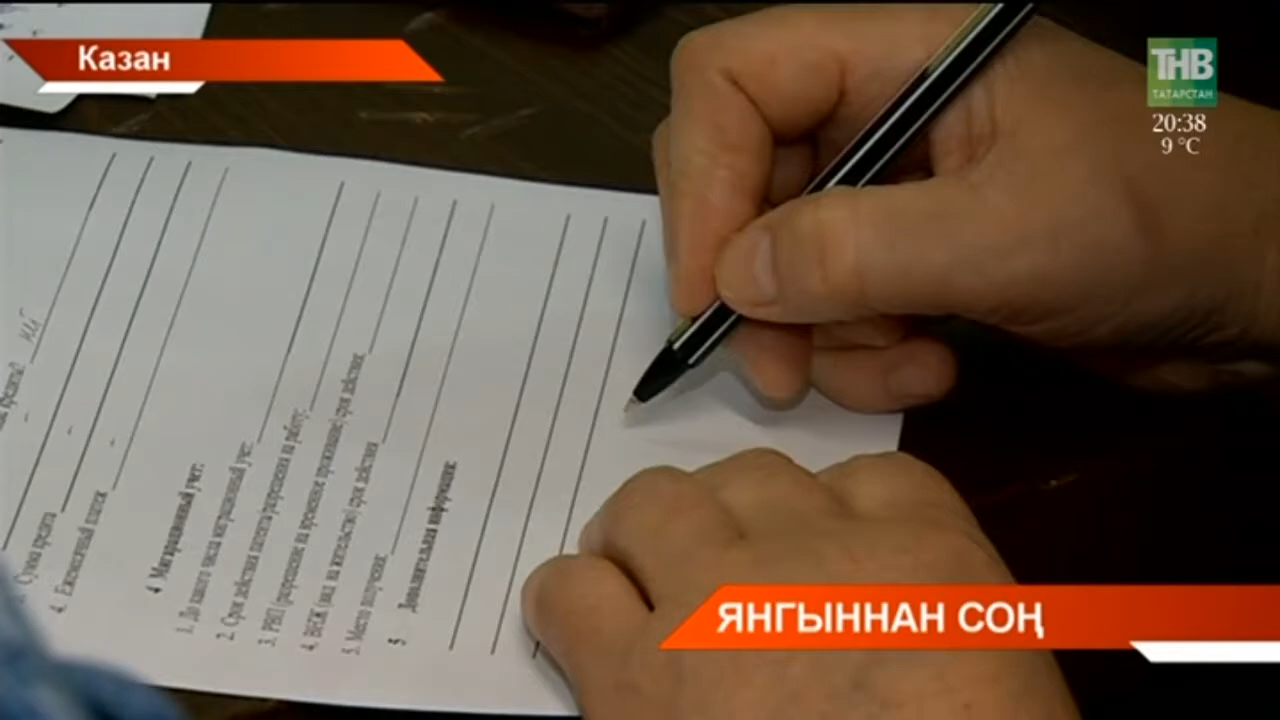 Казан
ТНВ
ТАТАРСТАН
20:38
9 °C
Сумма кредита
4. Ежемесячный платеж
4 Миграционный учет:
1. До какого числа миграционный учет:
2. Срок действия патента/разрешения на работу:
3. РВП (разрешение на временное проживание) срок действия:
4. ВНЖ (вид на жительство) срок действия
5. Место получения:
5 Дополнительная информация:
ЯНГЫННАН СОҢ